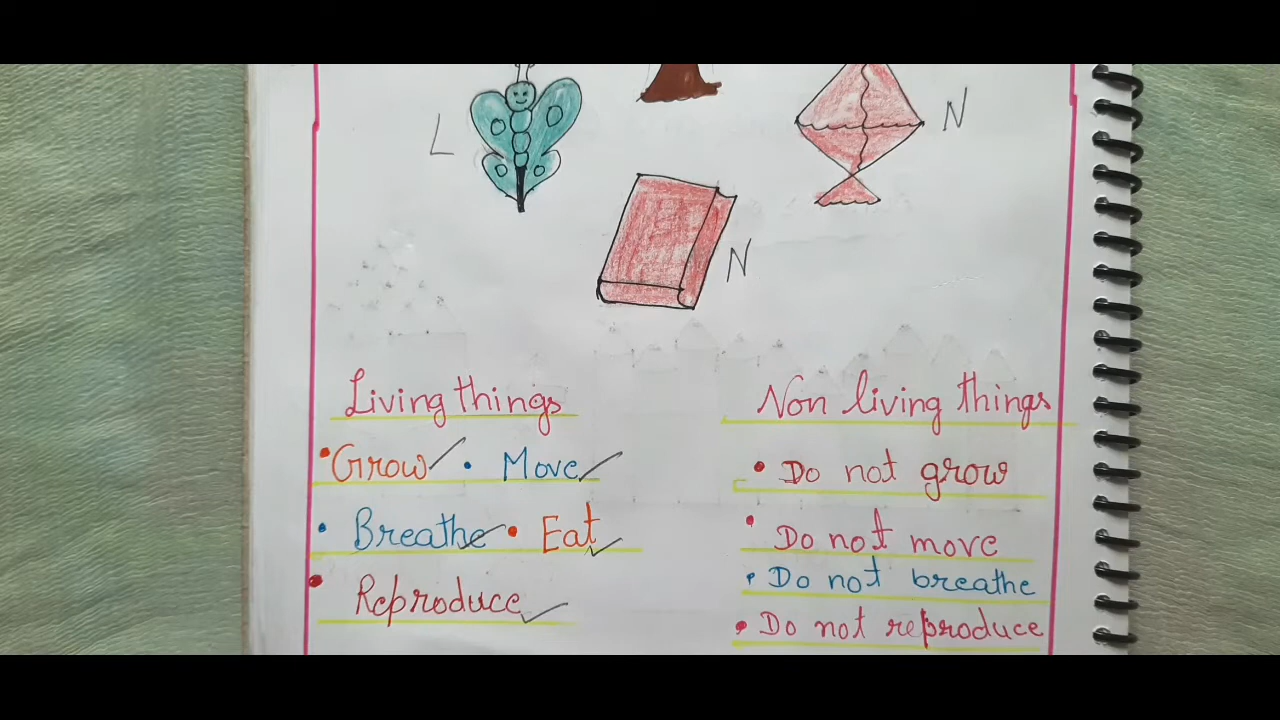 L
N
N
Living things
Non living things
• Grow • Move
• Do not grow
• Breathe • Eat
• Do not move
• Do not breathe
• Reproduce
• Do not reproduce